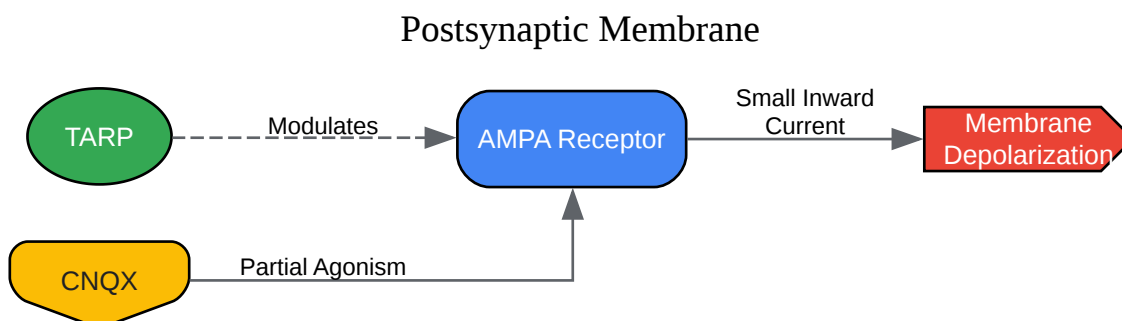 Postsynaptic Membrane
TARP
Modulates
AMPA Receptor
Small Inward
Current
Membrane
Depolarization
CNQX
Partial Agonism